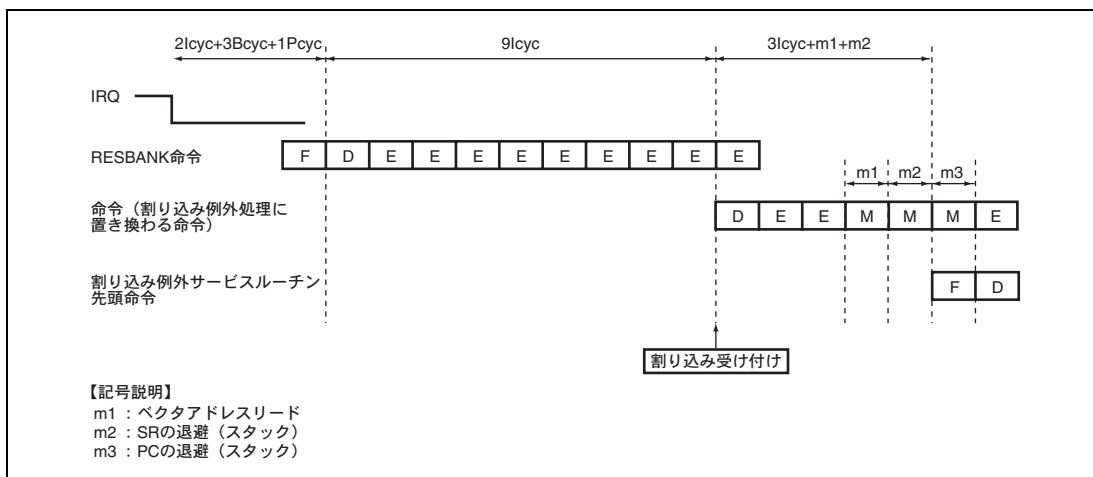 2Icyc+3Bcyc+1Pcyc 9Icyc 3Icyc+m1+m2
IRQ
RESBANK命令 F D E E E E E E E E E
m1 m2 m3
命令（割り込み例外処理に
置き換わる命令） D E E M M M E
割り込み例外サービスルーチン
先頭命令 F D
割り込み受け付け
【記号説明】
m1：ベクタアドレスリード
m2：SRの退避（スタック）
m3：PCの退避（スタック）